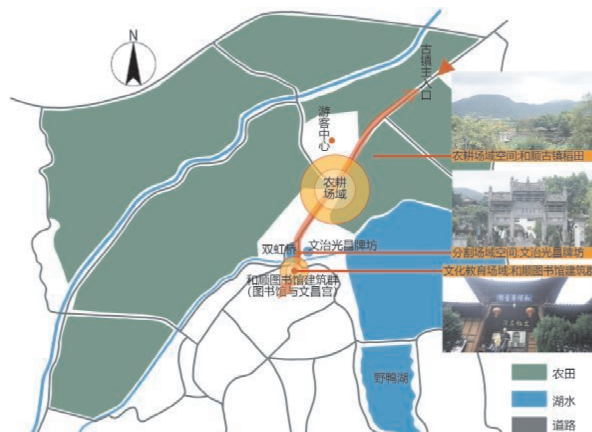 N
古镇主入口
游客中心
农耕场域空间:和顺古镇稻田
农耕
场域
双虹桥
文治光昌牌坊
分割场域空间:文治光昌牌坊
文化教育场域:和顺图书馆建筑群
和顺图书馆建筑群
(图书馆与文昌宫)
野鸭湖
农田
湖水
道路